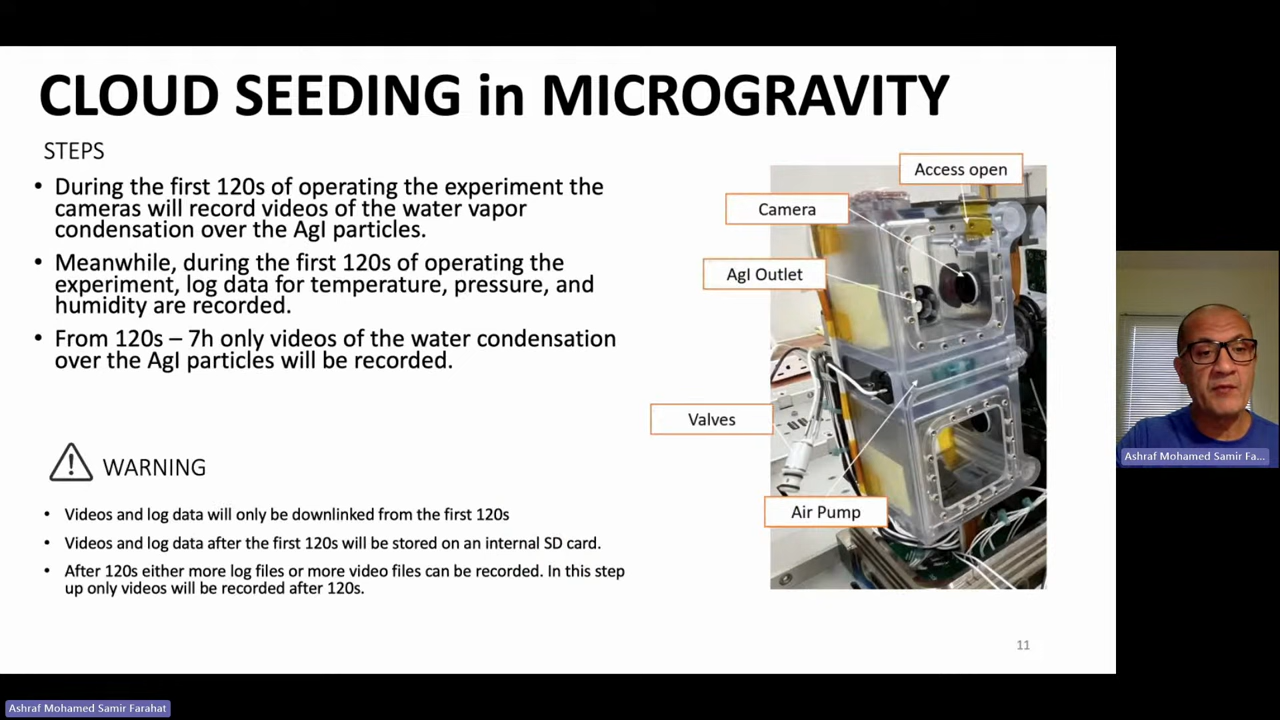 CLOUD SEEDING in MICROGRAVITY
STEPS
• During the first 120s of operating the experiment the
cameras will record videos of the water vapor
condensation over the AgI particles.
• Meanwhile, during the first 120s of operating the
experiment, log data for temperature, pressure, and
humidity are recorded.
• From 120s – 7h only videos of the water condensation
over the AgI particles will be recorded.
WARNING
• Videos and log data will only be downlinked from the first 120s
• Videos and log data after the first 120s will be stored on an internal SD card.
• After 120s either more log files or more video files can be recorded. In this step
up only videos will be recorded after 120s.
Access open
Camera
AgI Outlet
Valves
Air Pump
11
Ashraf Mohamed Samir Fa...
Ashraf Mohamed Samir Farahat